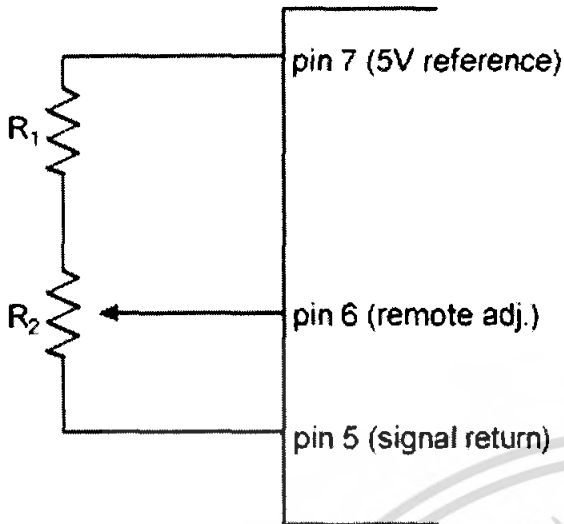 pin 7 (5V reference)
R₁
R₂
pin 6 (remote adj.)
pin 5 (signal return)